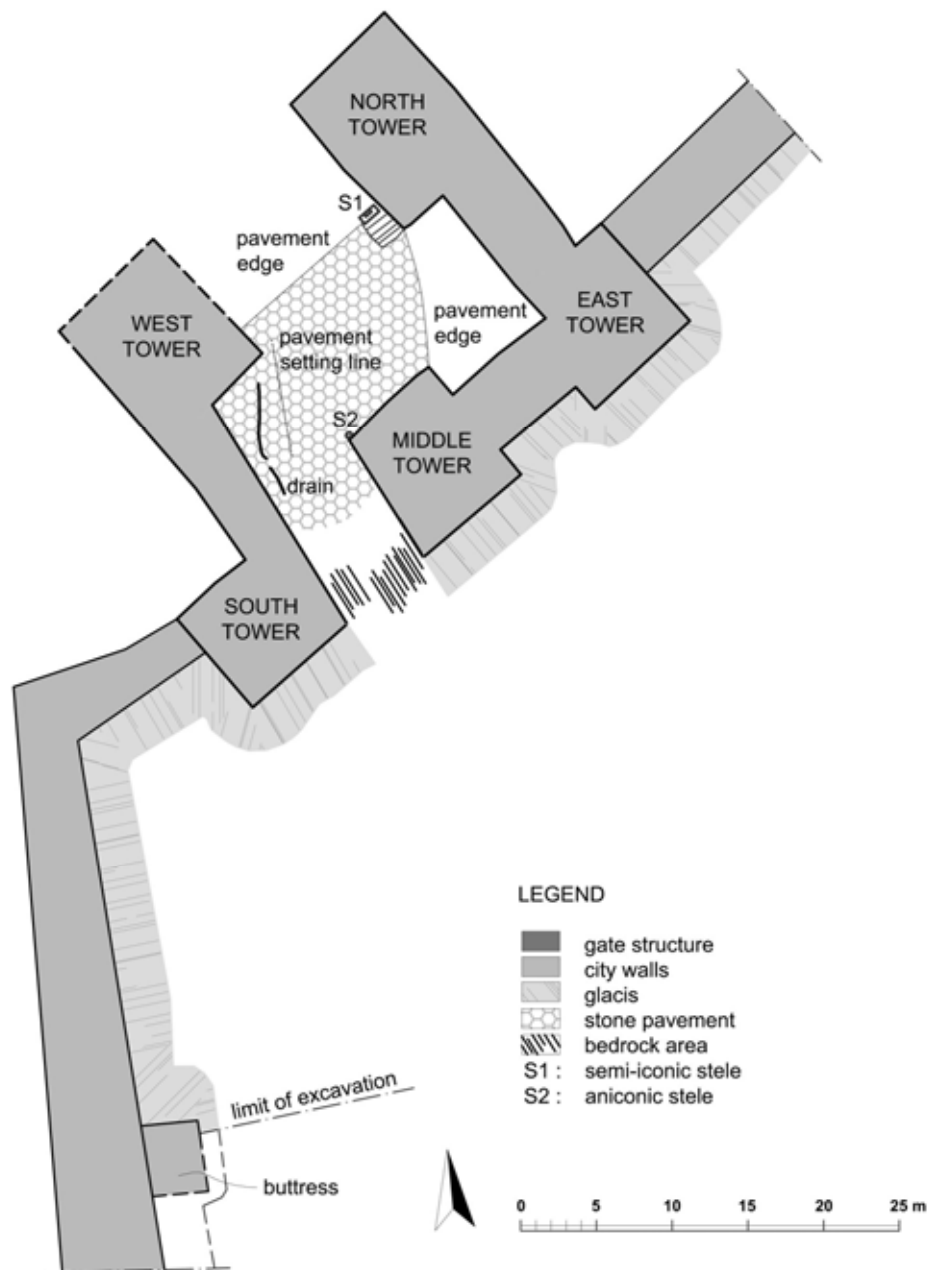 NORTH
TOWER
S1
pavement
edge
WEST
TOWER
pavement
setting line
pavement
edge
EAST
TOWER
S2
MIDDLE
TOWER
drain
SOUTH
TOWER
LEGEND
gate structure
city walls
glacis
stone pavement
bedrock area
S1 : semi-iconic stele
S2 : aniconic stele
limit of excavation
buttress
0 5 10 15 20 25 m